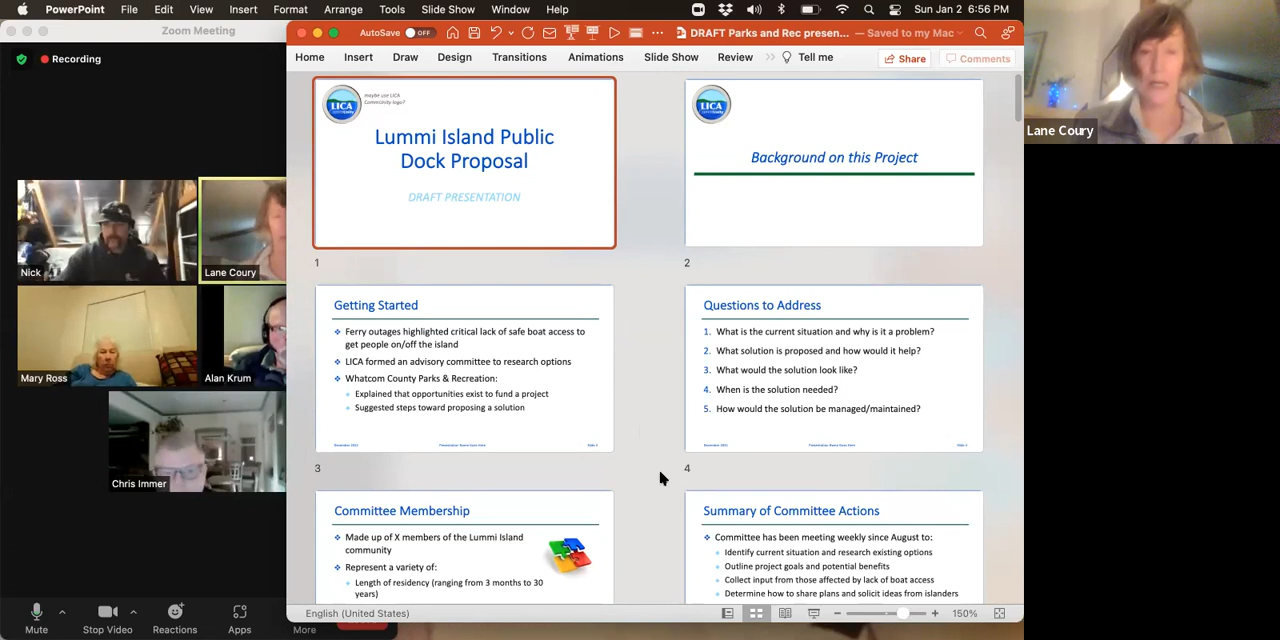 PowerPoint File Edit View Insert Format Arrange Tools Slide Show Window Help Sun Jan 2 6:56 PM
Zoom Meeting
AutoSave OFF DRAFT Parks and Rec presen... — Saved to my Mac
Recording
Home Insert Draw Design Transitions Animations Slide Show Review Tell me Share Comments
Lane Coury
LICA
maybe use LICA
Community logo?
Lummi Island Public
Dock Proposal
DRAFT PRESENTATION
1
LICA
Background on this Project
2
Nick
Lane Coury
Mary Ross
Alan Krum
Chris Immer
Getting Started
Ferry outages highlighted critical lack of safe boat access to
get people on/off the island
LICA formed an advisory committee to research options
Whatcom County Parks & Recreation:
Explained that opportunities exist to fund a project
Suggested steps toward proposing a solution
3
Questions to Address
1. What is the current situation and why is it a problem?
2. What solution is proposed and how would it help?
3. What would the solution look like?
4. When is the solution needed?
5. How would the solution be managed/maintained?
4
Committee Membership
Made up of X members of the Lummi Island
community
Represent a variety of:
Length of residency (ranging from 3 months to 30
years)
Summary of Committee Actions
Committee has been meeting weekly since August to:
Identify current situation and research existing options
Outline project goals and potential benefits
Collect input from those affected by lack of boat access
Determine how to share plans and solicit ideas from islanders
English (United States) 150%
Mute Stop Video Reactions Apps More